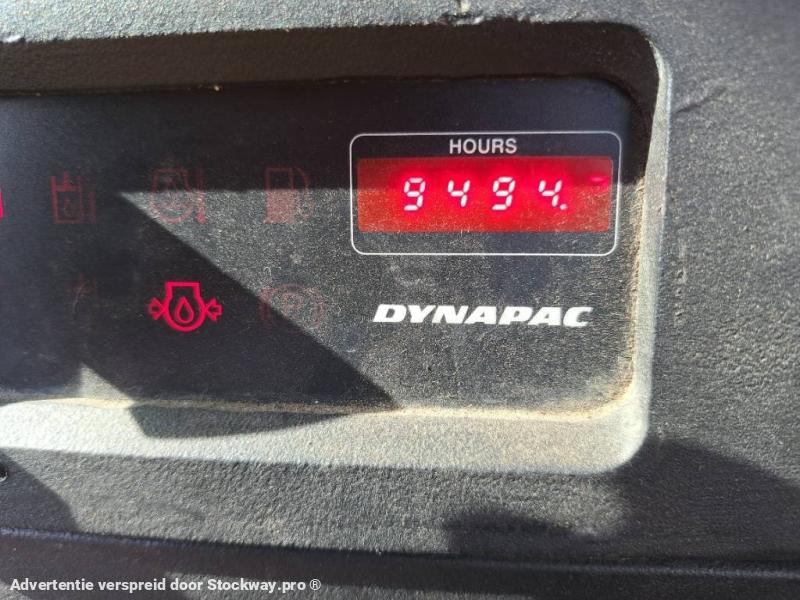 HOURS
9494.
DYNAPAC
Advertentie verspreid door Stockway.pro ®